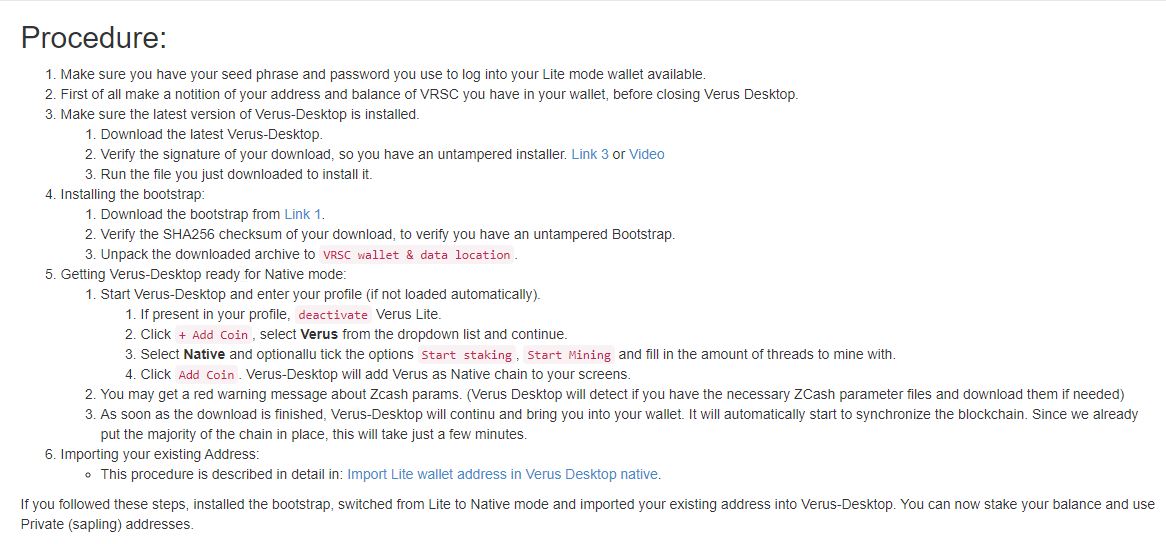 Procedure:
1. Make sure you have your seed phrase and password you use to log into your Lite mode wallet available.
2. First of all make a notition of your address and balance of VRSC you have in your wallet, before closing Verus Desktop.
3. Make sure the latest version of Verus-Desktop is installed.
1. Download the latest Verus-Desktop.
2. Verify the signature of your download, so you have an untampered installer. Link 3 or Video
3. Run the file you just downloaded to install it.
4. Installing the bootstrap:
1. Download the bootstrap from Link 1.
2. Verify the SHA256 checksum of your download, to verify you have an untampered Bootstrap.
3. Unpack the downloaded archive to VRSC wallet & data location.
5. Getting Verus-Desktop ready for Native mode:
1. Start Verus-Desktop and enter your profile (if not loaded automatically).
1. If present in your profile, deactivate Verus Lite.
2. Click + Add Coin, select Verus from the dropdown list and continue.
3. Select Native and optionallu tick the options Start staking, Start Mining and fill in the amount of threads to mine with.
4. Click Add Coin. Verus-Desktop will add Verus as Native chain to your screens.
2. You may get a red warning message about Zcash params. (Verus Desktop will detect if you have the necessary ZCash parameter files and download them if needed)
3. As soon as the download is finished, Verus-Desktop will continu and bring you into your wallet. It will automatically start to synchronize the blockchain. Since we already
put the majority of the chain in place, this will take just a few minutes.
6. Importing your existing Address:
○ This procedure is described in detail in: Import Lite wallet address in Verus Desktop native.
If you followed these steps, installed the bootstrap, switched from Lite to Native mode and imported your existing address into Verus-Desktop. You can now stake your balance and use
Private (sapling) addresses.